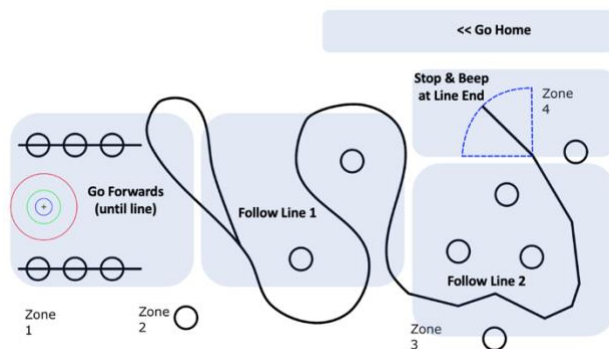 << Go Home
Stop & Beep
at Line End
Zone
4
Go Forwards
(until line)
Follow Line 1
Follow Line 2
Zone
1
Zone
2
Zone
3